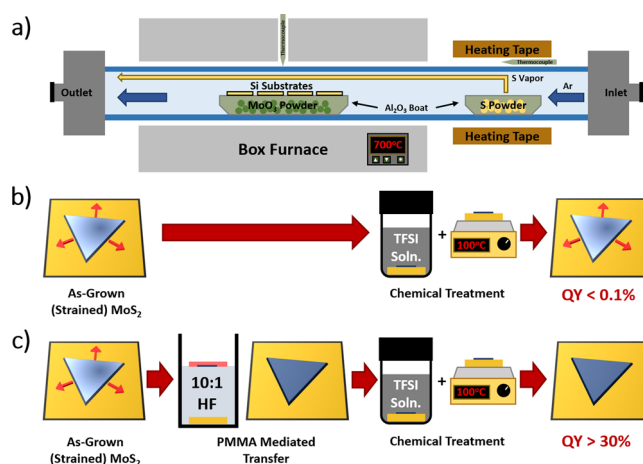 a)
Thermocouple
Heating Tape
Thermocouple
S Vapor
Outlet
Si Substrates
MoO₃ Powder
Al₂O₃ Boat
S Powder
Ar
Inlet
Box Furnace
700°C
Heating Tape
b)
TFSI
Soln.
+
100°C
As-Grown
(Strained) MoS₂
Chemical Treatment
QY < 0.1%
c)
10:1
HF
TFSI
Soln.
+
100°C
As-Grown
(Strained) MoS₂
PMMA Mediated
Transfer
Chemical Treatment
QY > 30%